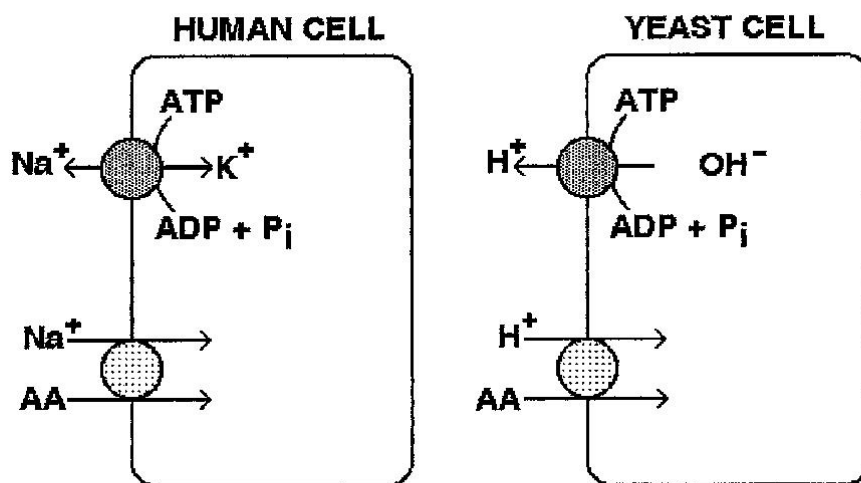 HUMAN CELL
ATP
Na⁺
K⁺
ADP + Pᵢ
Na⁺
AA
YEAST CELL
ATP
H⁺
OH⁻
ADP + Pᵢ
H⁺
AA